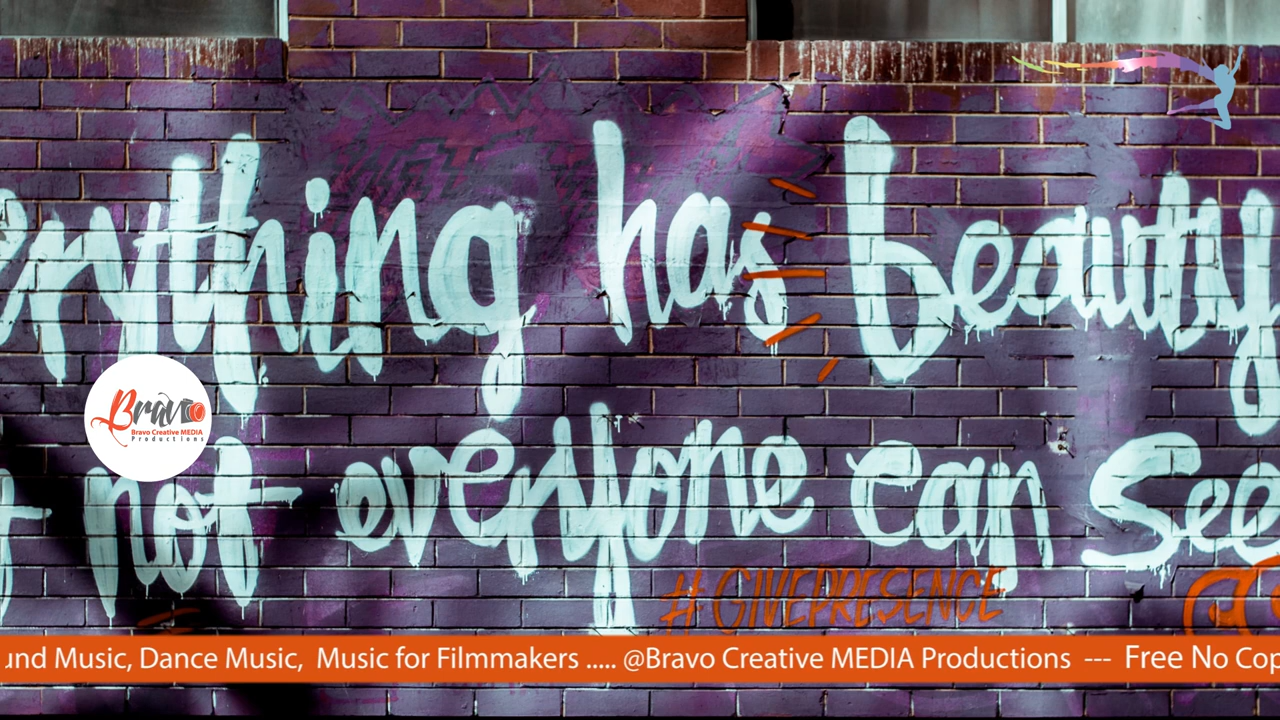 erything has beauty
not everyone can see
#GIVEPRESENCE
Bravo
Bravo Creative MEDIA
Productions
und Music, Dance Music, Music for Filmmakers ..... @Bravo Creative MEDIA Productions --- Free No Cop